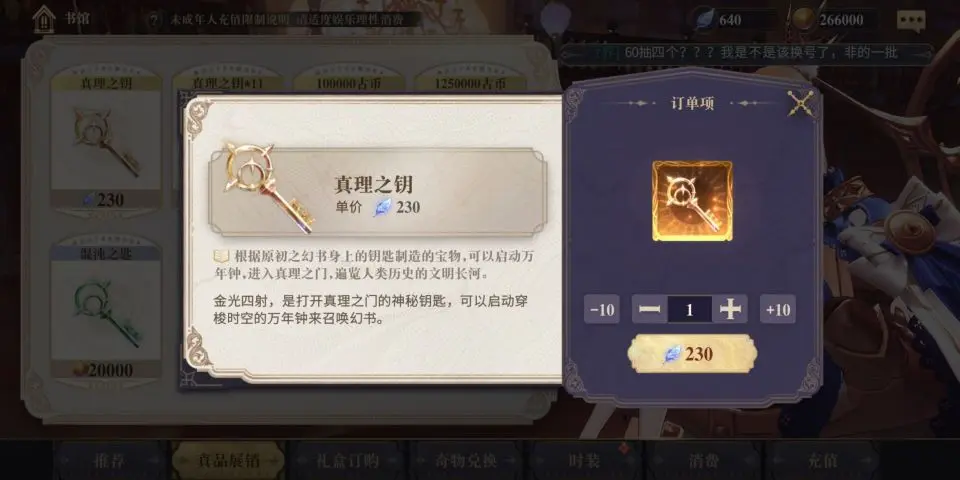 书馆
? 未成年人充值限制说明 请适度娱乐理性消费
640
266000
60抽四个？？？我是不是该换号了，非的一批
真理之钥
真理之钥*11
100000古币
1250000古币
230
混沌之匙
20000
真理之钥
单价 230
根据原初之幻书身上的钥匙制造的宝物,可以启动万
年钟,进入真理之门,遍览人类历史的文明长河。
金光四射，是打开真理之门的神秘钥匙，可以启动穿
梭时空的万年钟来召唤幻书。
订单项
-10
1
+10
230
推荐
真品展销
礼盒订购
奇物兑换
时装
消费
充值